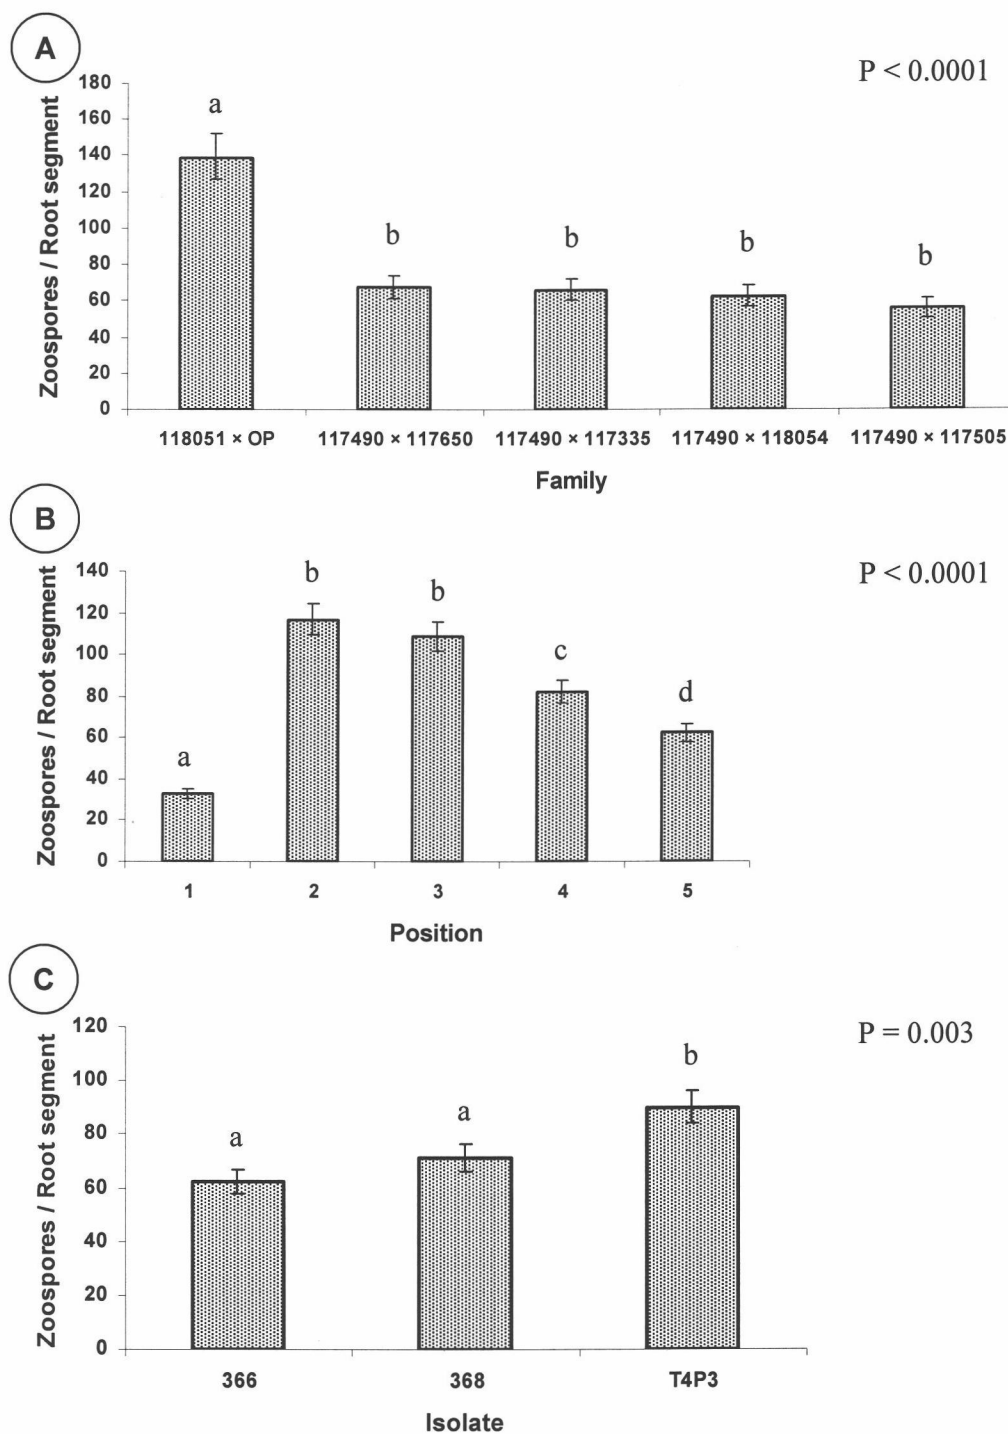 A
P < 0.0001
Zoospores / Root segment
180
160
140
120
100
80
60
40
20
0
a
b
b
b
b
118051 × OP
117490 × 117650
117490 × 117335
117490 × 118054
117490 × 117505
Family
B
P < 0.0001
Zoospores / Root segment
140
120
100
80
60
40
20
0
a
b
b
c
d
1
2
3
4
5
Position
C
P = 0.003
Zoospores / Root segment
120
100
80
60
40
20
0
a
a
b
366
368
T4P3
Isolate